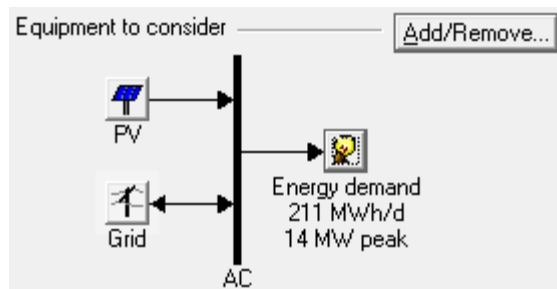 Equipment to consider
Add/Remove...
PV
Energy demand
211 MWh/d
14 MW peak
Grid
AC